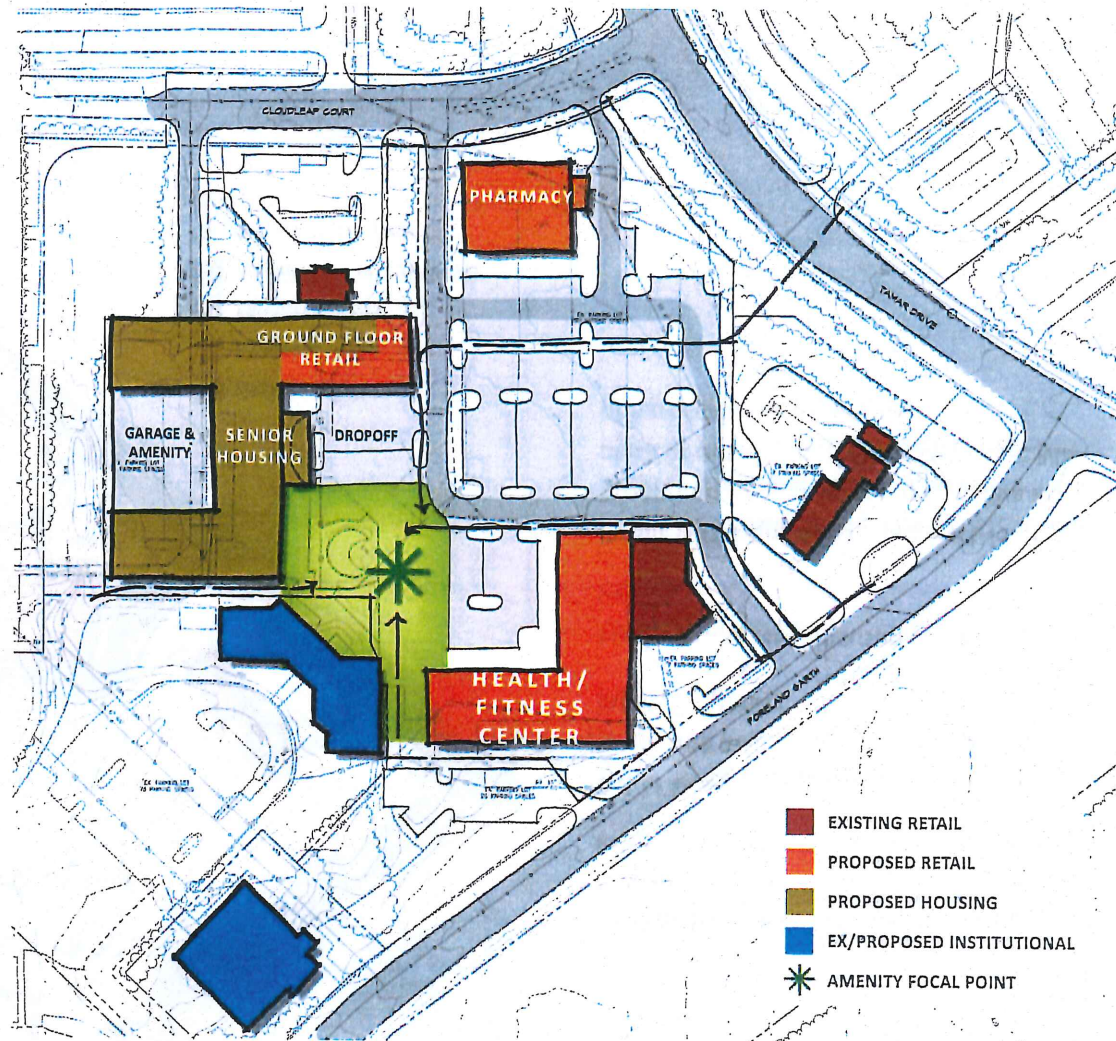 CLOUDLEAP COURT
PHARMACY
TAMAR DRIVE
GROUND FLOOR
RETAIL
GARAGE &
AMENITY
SENIOR
HOUSING
DROPOFF
HEALTH/
FITNESS
CENTER
FORELAND GARTH
EXISTING RETAIL
PROPOSED RETAIL
PROPOSED HOUSING
EX/PROPOSED INSTITUTIONAL
AMENITY FOCAL POINT